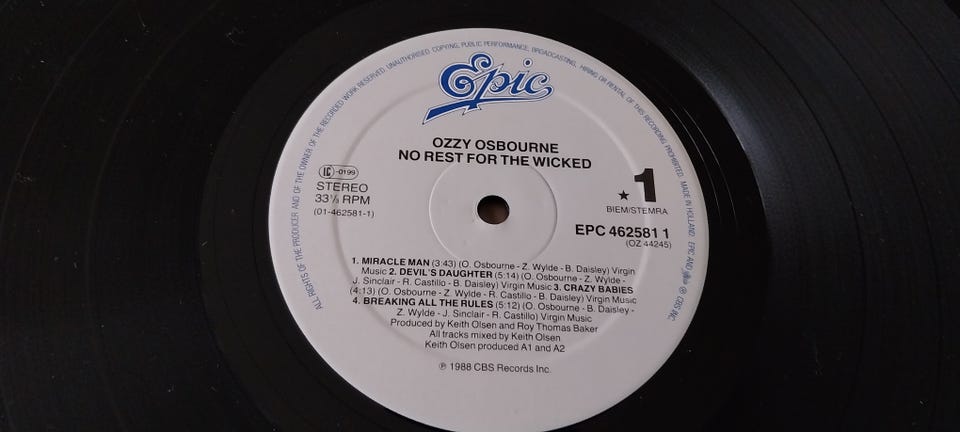 ALL RIGHTS OF THE PRODUCER AND OF THE OWNER OF THE RECORDED WORK RESERVED. UNAUTHORISED COPYING, PUBLIC PERFORMANCE, BROADCASTING, HIRING OR RENTAL OF THIS RECORDING PROHIBITED. MADE IN HOLLAND. EPIC AND ℗ CBS INC.
Epic
OZZY OSBOURNE
NO REST FOR THE WICKED
LC -0199
STEREO
33⅓ RPM
(01-462581-1)
★ 1
BIEM/STEMRA
EPC 462581 1
(OZ 44245)
1. MIRACLE MAN (3:43) (O. Osbourne - Z. Wylde - B. Daisley) Virgin
Music 2. DEVIL'S DAUGHTER (5:14) (O. Osbourne - Z. Wylde -
J. Sinclair - R. Castillo - B. Daisley) Virgin Music 3. CRAZY BABIES
(4:13) (O. Osbourne - Z. Wylde - R. Castillo - B. Daisley) Virgin Music
4. BREAKING ALL THE RULES (5:12) (O. Osbourne - B. Daisley -
Z. Wylde - J. Sinclair - R. Castillo) Virgin Music
Produced by Keith Olsen and Roy Thomas Baker
All tracks mixed by Keith Olsen
Keith Olsen produced A1 and A2
℗ 1988 CBS Records Inc.